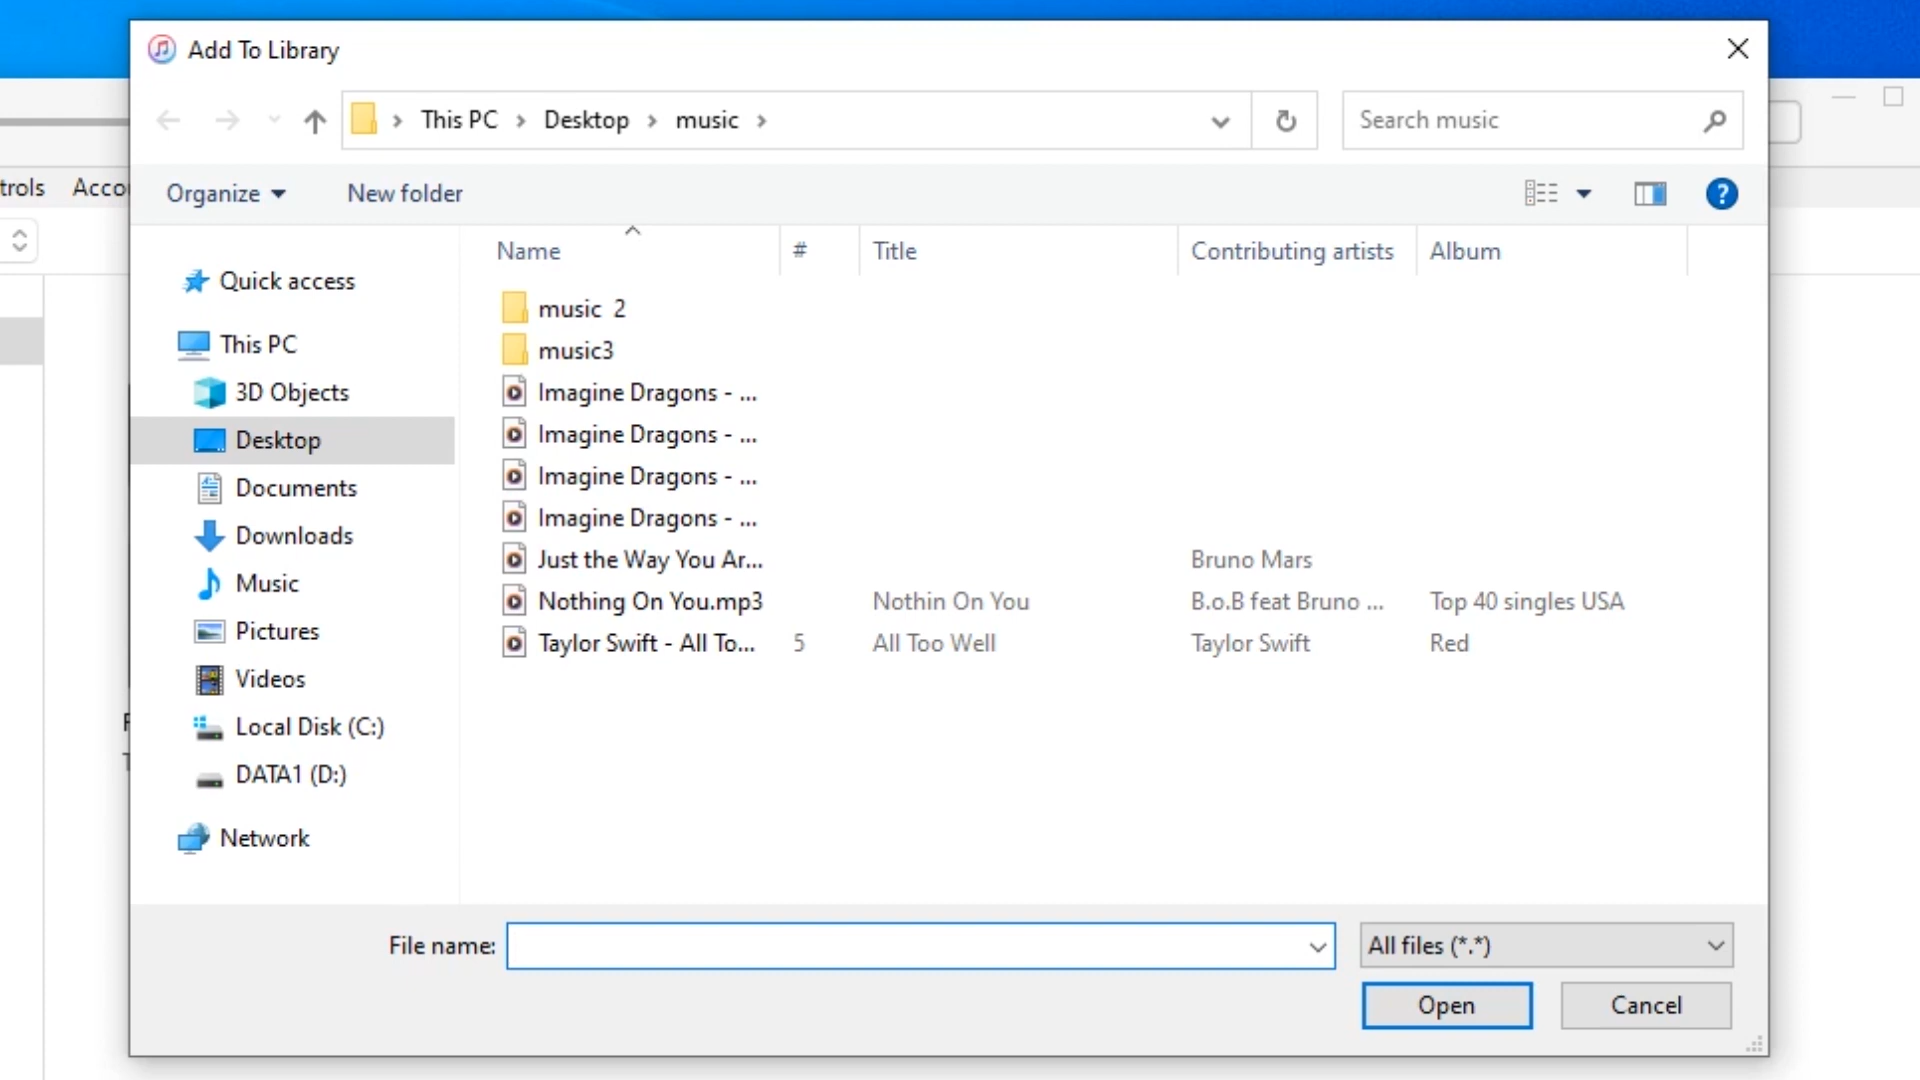 Add To Library
This PC > Desktop > music >
Search music
trols Acco
Organize New folder
?
Name # Title Contributing artists Album
Quick access
This PC
3D Objects
Desktop
Documents
Downloads
Music
Pictures
Videos
Local Disk (C:)
DATA1 (D:)
Network
music 2
music3
Imagine Dragons - ...
Imagine Dragons - ...
Imagine Dragons - ...
Imagine Dragons - ...
Just the Way You Ar... Bruno Mars
Nothing On You.mp3 Nothin On You B.o.B feat Bruno ... Top 40 singles USA
Taylor Swift - All To... 5 All Too Well Taylor Swift Red
File name: All files (*.*)
Open Cancel